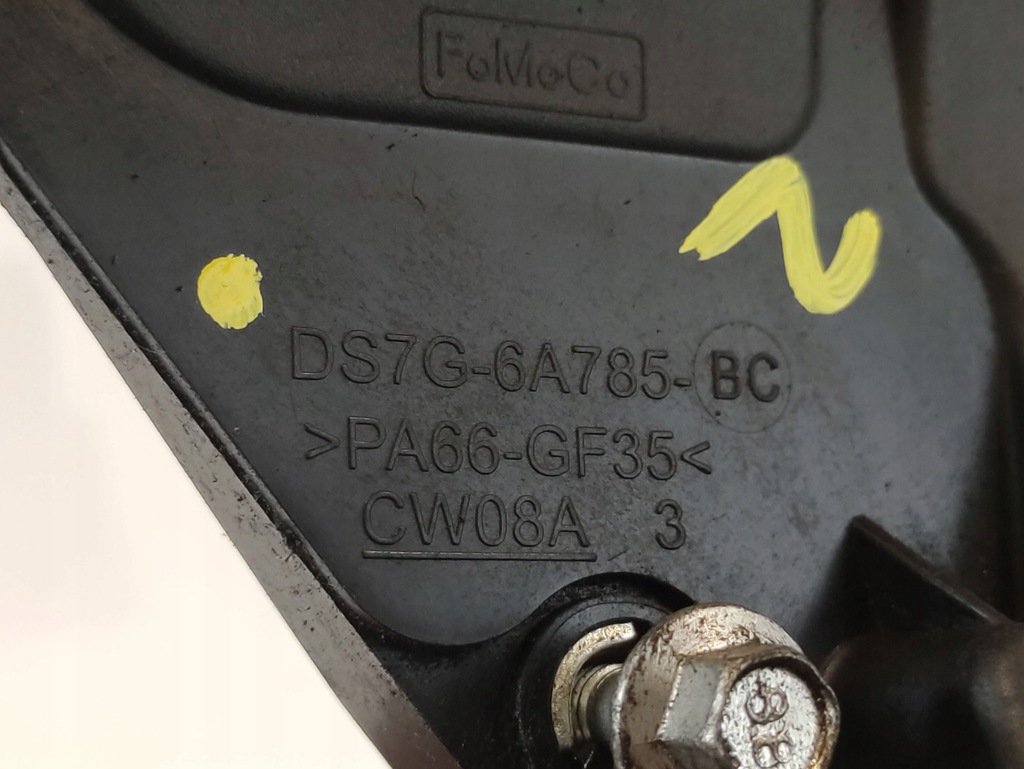 FoMoCo
DS7G-6A785-BC
>PA66-GF35<
CW08A 3